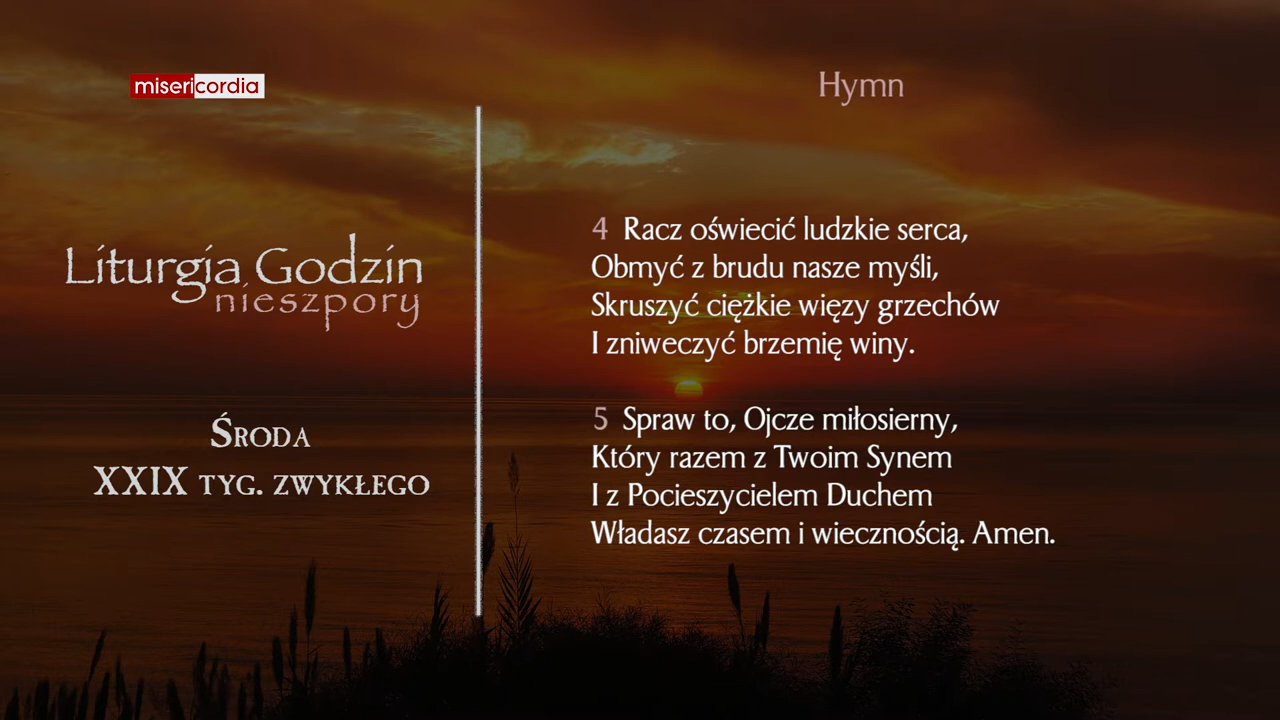 misericordia
Liturgia Godzin
nieszpory
Środa
XXIX tyg. zwykłego
Hymn
4 Racz oświecić ludzkie serca,
Obmyć z brudu nasze myśli,
Skruszyć ciężkie więzy grzechów
I zniweczyć brzemię winy.
5 Spraw to, Ojcze miłosierny,
Który razem z Twoim Synem
I z Pocieszycielem Duchem
Władasz czasem i wiecznością. Amen.